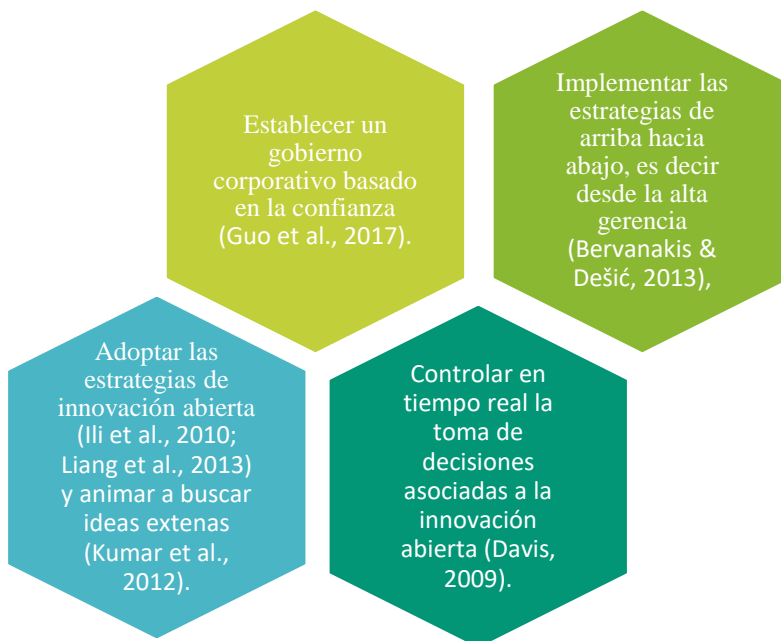 Establecer un
gobierno
corporativo basado
en la confianza
(Guo et al., 2017).
Implementar las
estrategias de
arriba hacia
abajo, es decir
desde la alta
gerencia
(Bervanakis &
Dešić, 2013),
Adoptar las
estrategias de
innovación abierta
(Ili et al., 2010;
Liang et al., 2013)
y animar a buscar
ideas extenas
(Kumar et al.,
2012).
Controlar en
tiempo real la
toma de
decisiones
asociadas a la
innovación
abierta (Davis,
2009).